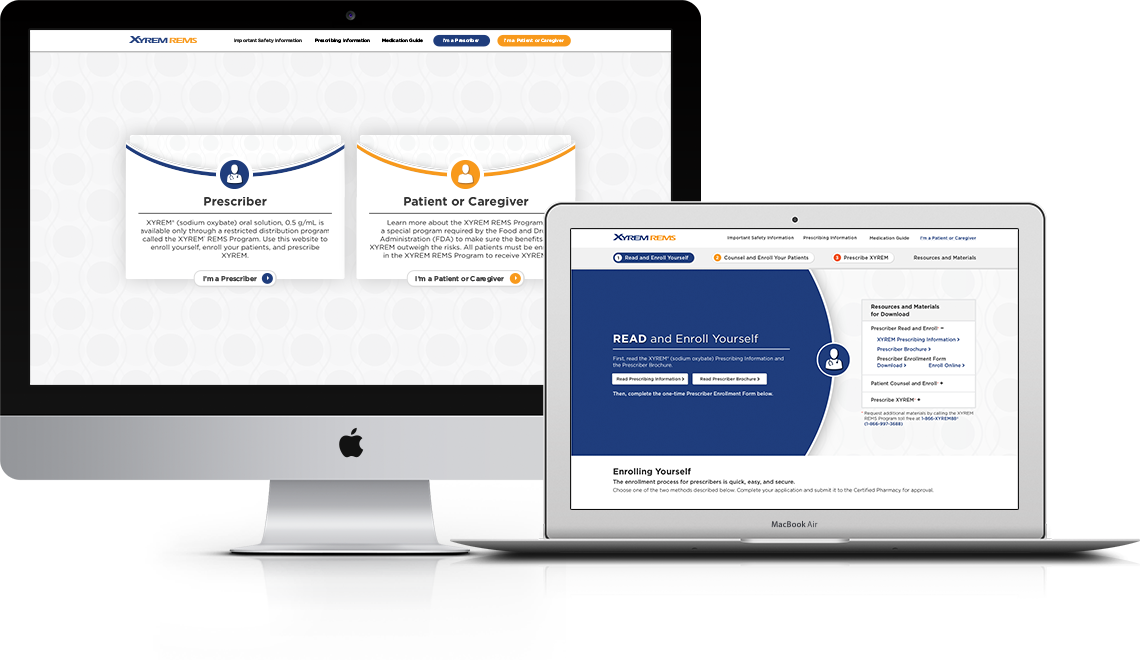 XYREM REMS
Important Safety Information
Prescribing Information
Medication Guide
I'm a Prescriber
I'm a Patient or Caregiver
Prescriber
XYREM® (sodium oxybate) oral solution, 0.5 g/mL is
available only through a restricted distribution program
called the XYREM® REMS Program. Use this website to
enroll yourself, enroll your patients, and prescribe
XYREM.
I'm a Prescriber
Patient or Caregiver
Learn more about the XYREM REMS Program
a special program required by the Food and
Administration (FDA) to make sure the benefits
XYREM outweigh the risks. All patients must be
in the XYREM REMS Program to receive
I'm a Patient or Caregiver
XYREM REMS
Important Safety Information
Prescribing Information
Medication Guide
I'm a Patient or Caregiver
1 Read and Enroll Yourself
2 Counsel and Enroll Your Patients
3 Prescribe XYREM
Resources and Materials
READ and Enroll Yourself
First, read the XYREM® (sodium oxybate) Prescribing Information and
the Prescriber Brochure.
Read Prescribing Information >
Read Prescriber Brochure >
Then, complete the one-time Prescriber Enrollment Form below.
Resources and Materials
for Download
Prescriber Read and Enroll* −
XYREM Prescribing Information >
Prescriber Brochure >
Prescriber Enrollment Form
Download > Enroll Online >
Patient Counsel and Enroll* +
Prescribe XYREM* +
* Request additional materials by calling the XYREM
REMS Program toll free at 1-866-XYREM88®
(1-866-997-3688)
Enrolling Yourself
The enrollment process for prescribers is quick, easy, and secure.
Choose one of the two methods described below. Complete your application and submit it to the Certified Pharmacy for approval.
MacBook Air